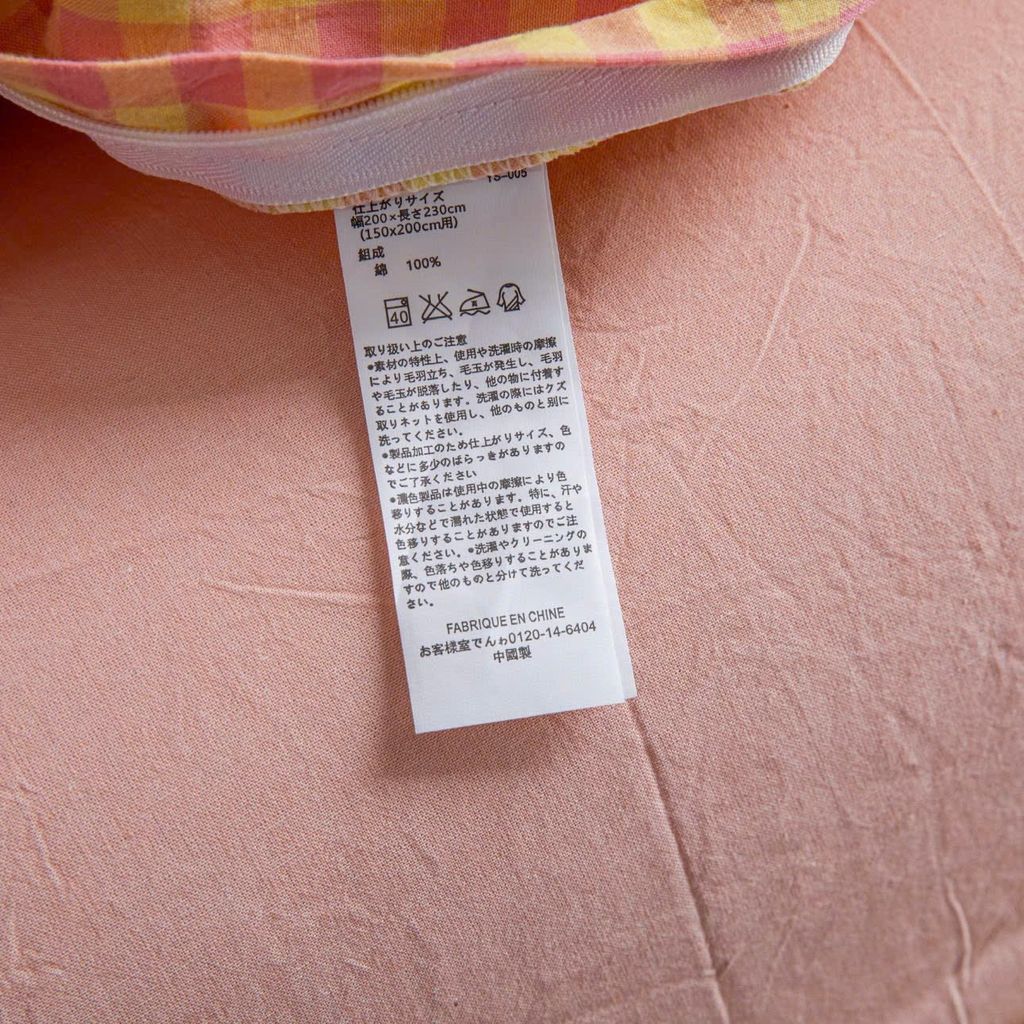 YS-005
仕上がりサイズ
幅200×長さ230cm
(150x200cm用)
組成
綿 100%
40
取り扱い上のご注意
●素材の特性上、使用や洗濯時の摩擦
により毛羽立ち、毛玉が発生し、毛羽
や毛玉が脱落したり、他の物に付着す
ることがあります。洗濯の際にはクズ
取りネットを使用し、他のものと別に
洗ってください。
●製品加工のため仕上がりサイズ、色
などに多少のばらっきがありますの
でご了承ください
●濃色製品は使用中の摩擦により色
移りすることがあります。特に、汗や
水分などで濡れた状態で使用すると
色移りすることがありますのでご注
意ください。●洗濯やクリーニングの
際、色落ちや色移りすることがありま
すので他のものと分けて洗ってくだ
さい。
FABRIQUE EN CHINE
お客様室でんゎ0120-14-6404
中國製